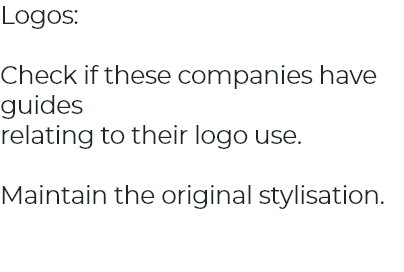 Logos:
Check if these companies have
guides
relating to their logo use.
Maintain the original stylisation.